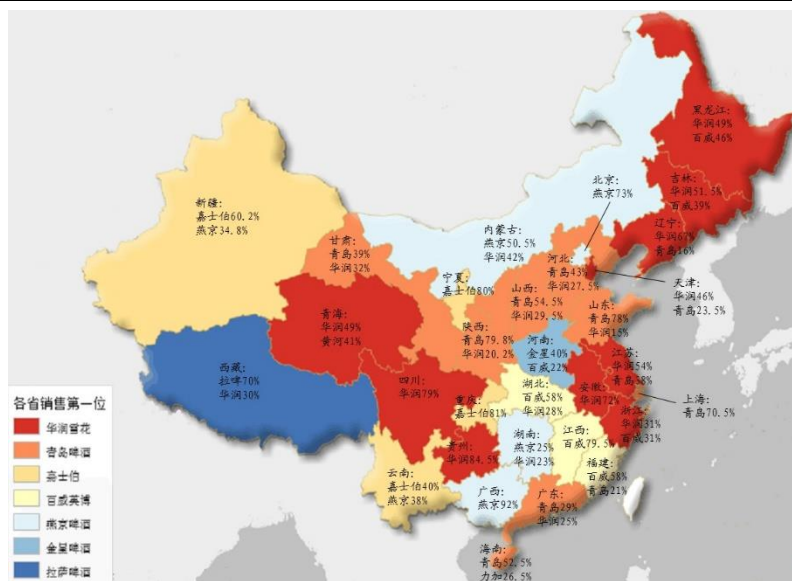 黑龙江：
华润49%
百威46%
吉林：
华润51.5%
百威39%
辽宁：
华润67%
青岛16%
北京：
燕京73%
内蒙古：
燕京50.5%
华润42%
新疆：
嘉士伯60.2%
燕京34.8%
甘肃：
青岛39%
华润32%
宁夏：
嘉士伯80%
河北：
青岛43%
华润27.5%
天津：
华润46%
青岛23.5%
山西：
青岛54.5%
华润29.5%
山东：
青岛78%
华润15%
青海：
华润49%
黄河41%
陕西：
青岛79.8%
华润20.2%
河南：
金星40%
百威22%
西藏：
拉啤70%
华润30%
四川：
华润79%
重庆：
嘉士伯81%
湖北：
百威58%
华润28%
安徽：
华润72%
江苏：
华润54%
青岛38%
上海：
青岛70.5%
浙江：
华润31%
百威31%
贵州：
华润84.5%
湖南：
燕京25%
华润23%
江西：
百威79.5%
福建：
百威58%
青岛21%
云南：
嘉士伯40%
燕京38%
广西：
燕京92%
广东：
青岛29%
华润25%
海南：
青岛52.5%
力加26.5%
各省销售第一位
华润雪花
青岛啤酒
嘉士伯
百威英博
燕京啤酒
金星啤酒
拉萨啤酒